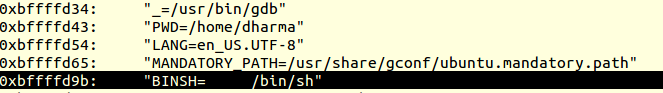 0xbffffd34: "_=/usr/bin/gdb"
0xbffffd43: "PWD=/home/dharma"
0xbffffd54: "LANG=en_US.UTF-8"
0xbffffd65: "MANDATORY_PATH=/usr/share/gconf/ubuntu.mandatory.path"
0xbffffd9b: "BINSH=     /bin/sh"